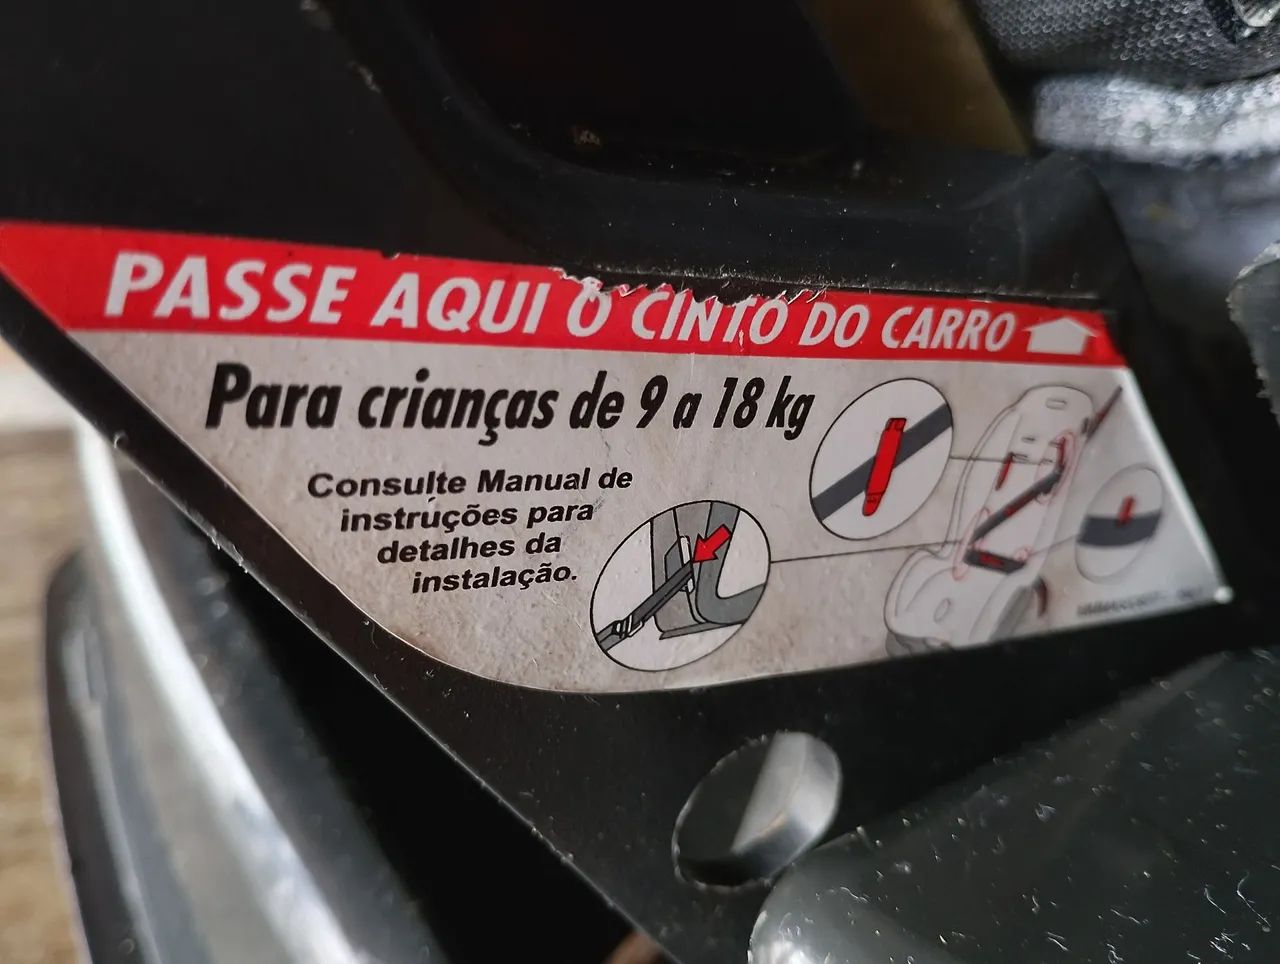 PASSE AQUI O CINTO DO CARRO
Para crianças de 9 a 18 kg
Consulte Manual de
instruções para
detalhes da
instalação.